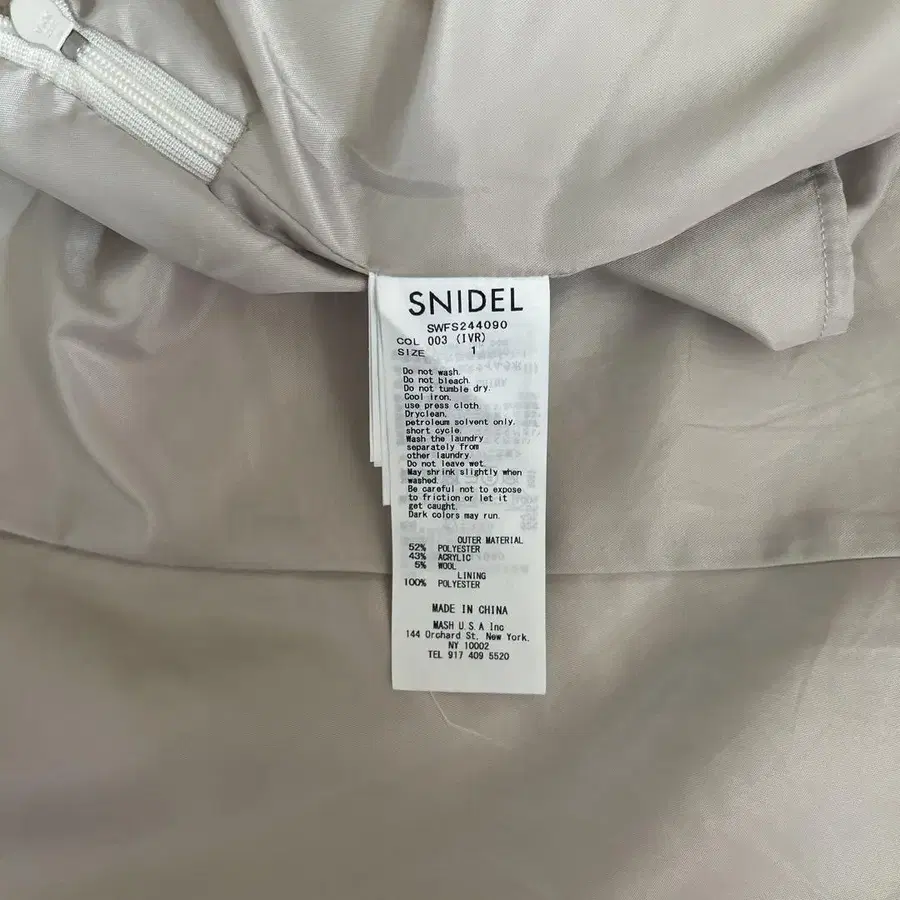 SNIDEL
SWFS244090
COL 003 (IVR)
SIZE 1
Do not wash.
Do not bleach.
Do not tumble dry.
Cool iron.
use press cloth.
Dryclean.
petroleum solvent only.
short cycle.
Wash the laundry
separately from
other laundry.
Do not leave wet.
May shrink slightly when
washed.
Be careful not to expose
to friction or let it
get caught.
Dark colors may run.
OUTER MATERIAL
52% POLYESTER
43% ACRYLIC
5% WOOL
LINING
100% POLYESTER
MADE IN CHINA
MASH U.S.A Inc
144 Orchard St. New York.
NY 10002
TEL 917 409 5520